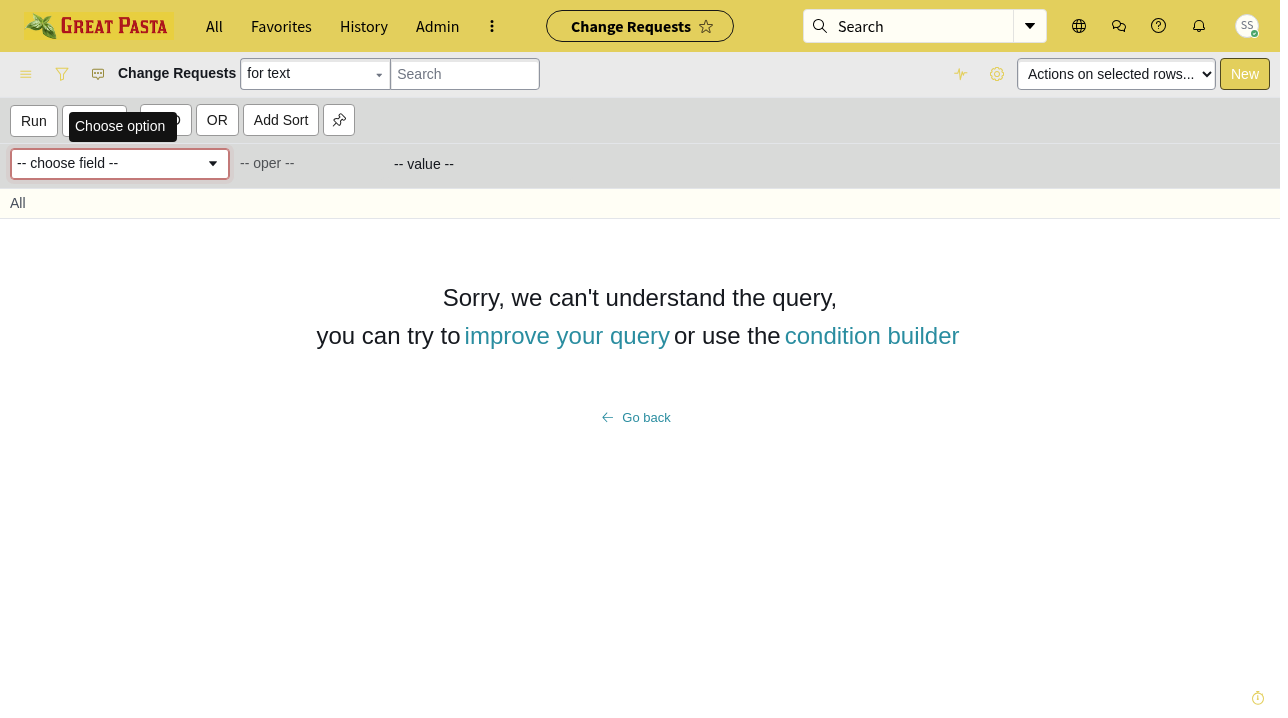 GREAT PASTA All Favorites History Admin Change Requests Search SS
Change Requests for text Search Actions on selected rows... New
Run OR Add Sort
Choose option
-- choose field -- -- oper -- -- value --
All
Sorry, we can't understand the query,
you can try to improve your query or use the condition builder
Go back